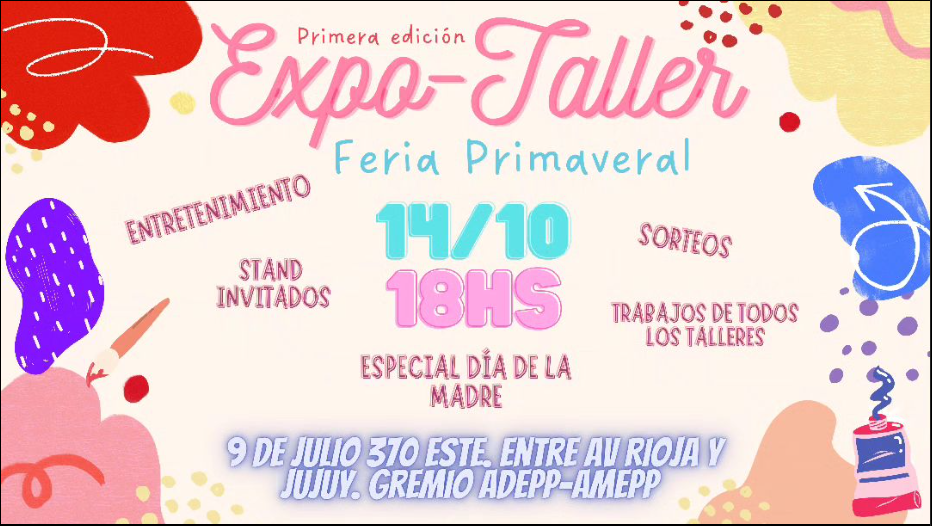 Primera edición
Expo-Taller
Feria Primaveral
ENTRETENIMIENTO
14/10
SORTEOS
STAND
INVITADOS
18HS
TRABAJOS DE TODOS
LOS TALLERES
ESPECIAL DÍA DE LA
MADRE
9 DE JULIO 370 ESTE. ENTRE AV RIOJA Y
JUJUY. GREMIO ADEPP-AMEPP